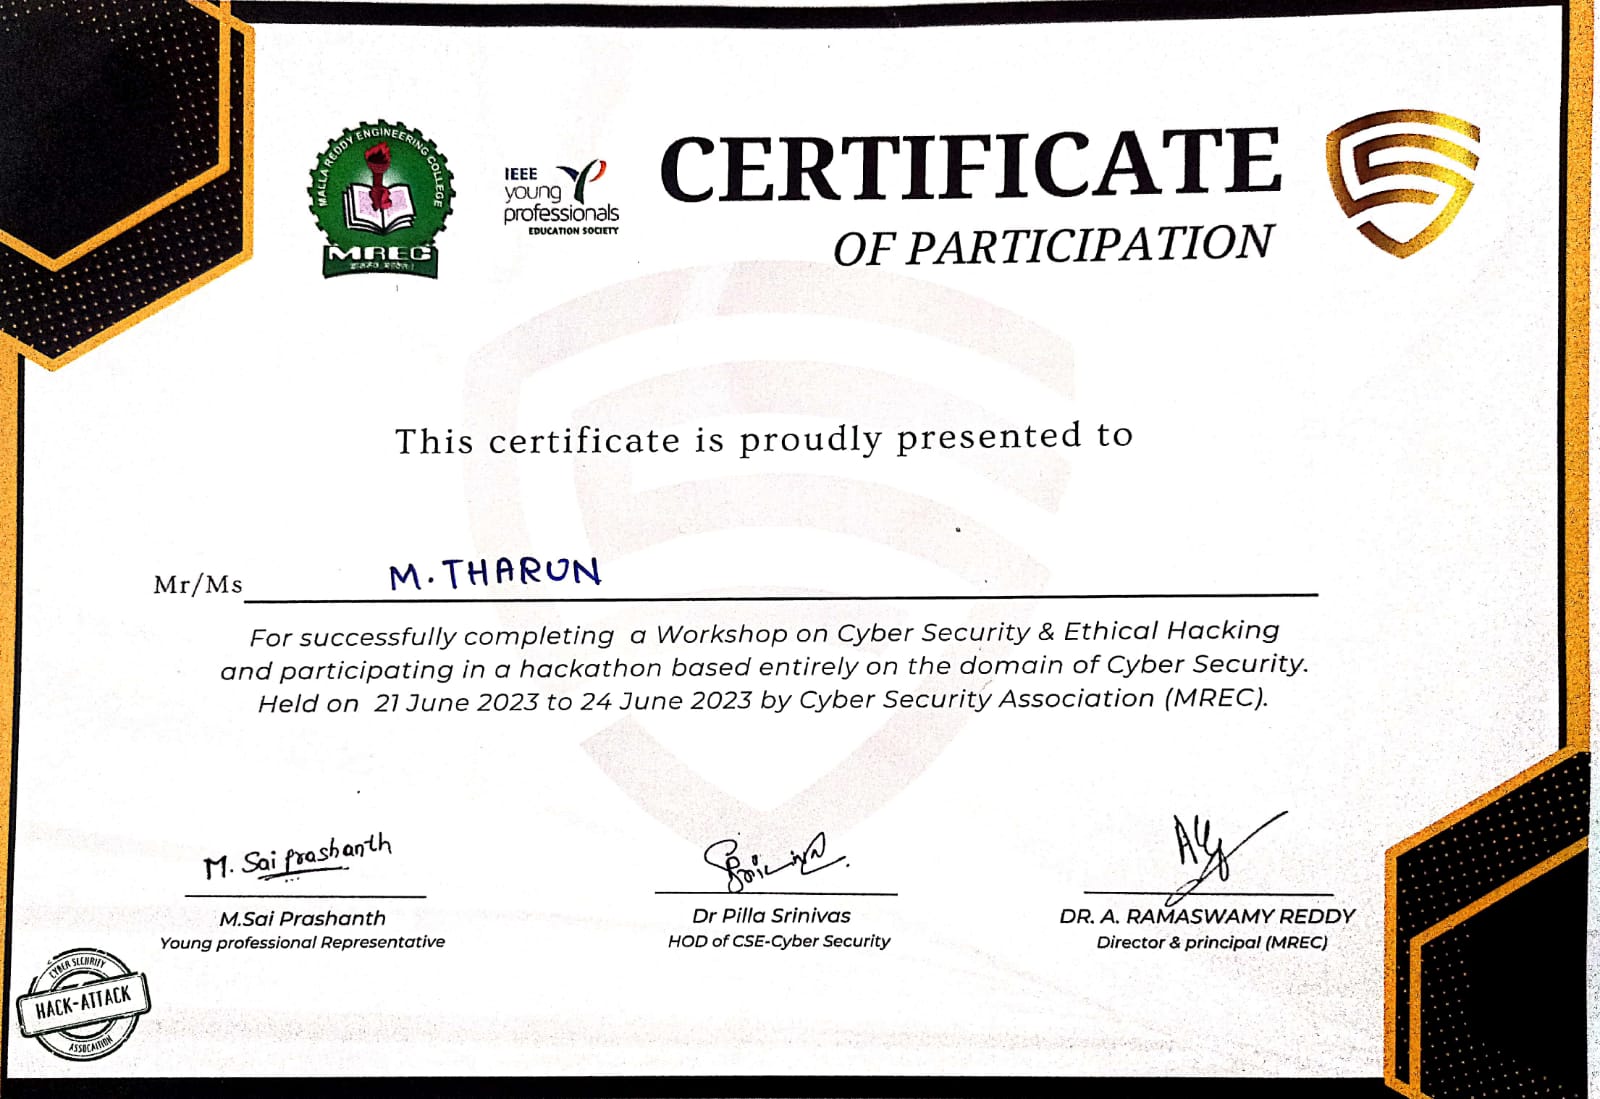 MALLA REDDY ENGINEERING COLLEGE
MREC
IEEE
young
professionals
EDUCATION SOCIETY
CERTIFICATE
OF PARTICIPATION
This certificate is proudly presented to
Mr/Ms M. THARUN
For successfully completing a Workshop on Cyber Security & Ethical Hacking
and participating in a hackathon based entirely on the domain of Cyber Security.
Held on 21 June 2023 to 24 June 2023 by Cyber Security Association (MREC).
M. Sai Prashanth
M.Sai Prashanth
Young professional Representative
Dr Pilla Srinivas
HOD of CSE-Cyber Security
DR. A. RAMASWAMY REDDY
Director & principal (MREC)
CYBER SECURITY
HACK-ATTACK
ASSOCAITION